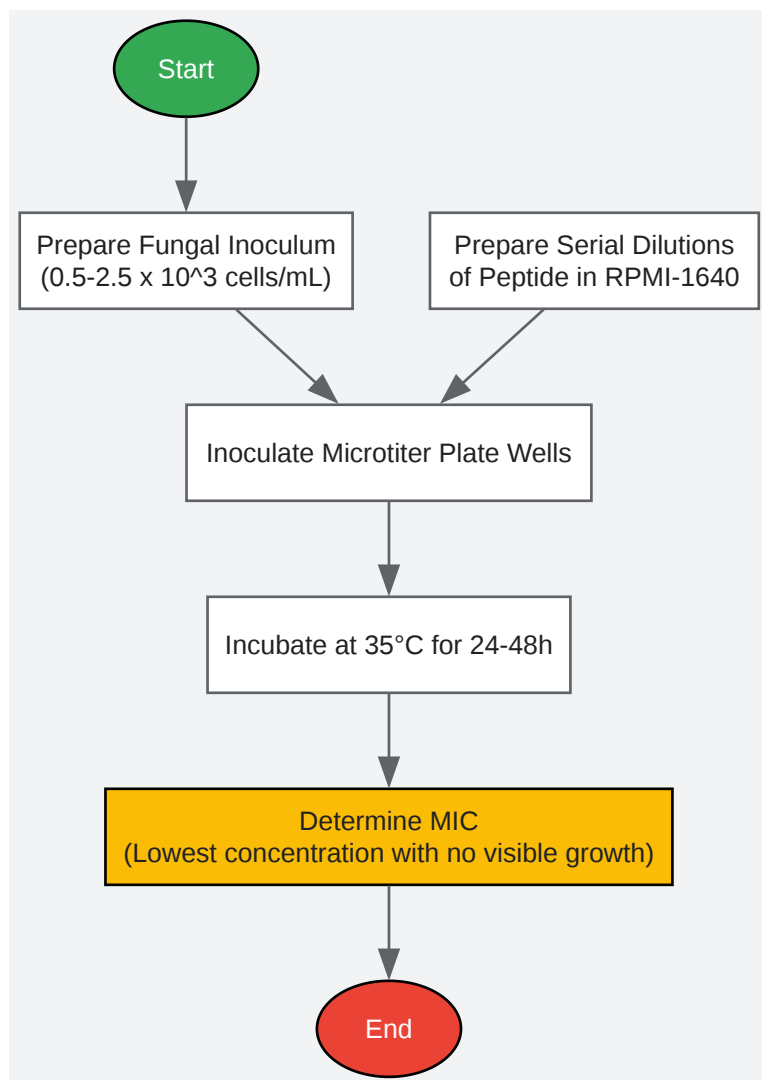 Start
Prepare Fungal Inoculum
(0.5-2.5 x 10^3 cells/mL)
Prepare Serial Dilutions
of Peptide in RPMI-1640
Inoculate Microtiter Plate Wells
Incubate at 35°C for 24-48h
Determine MIC
(Lowest concentration with no visible growth)
End